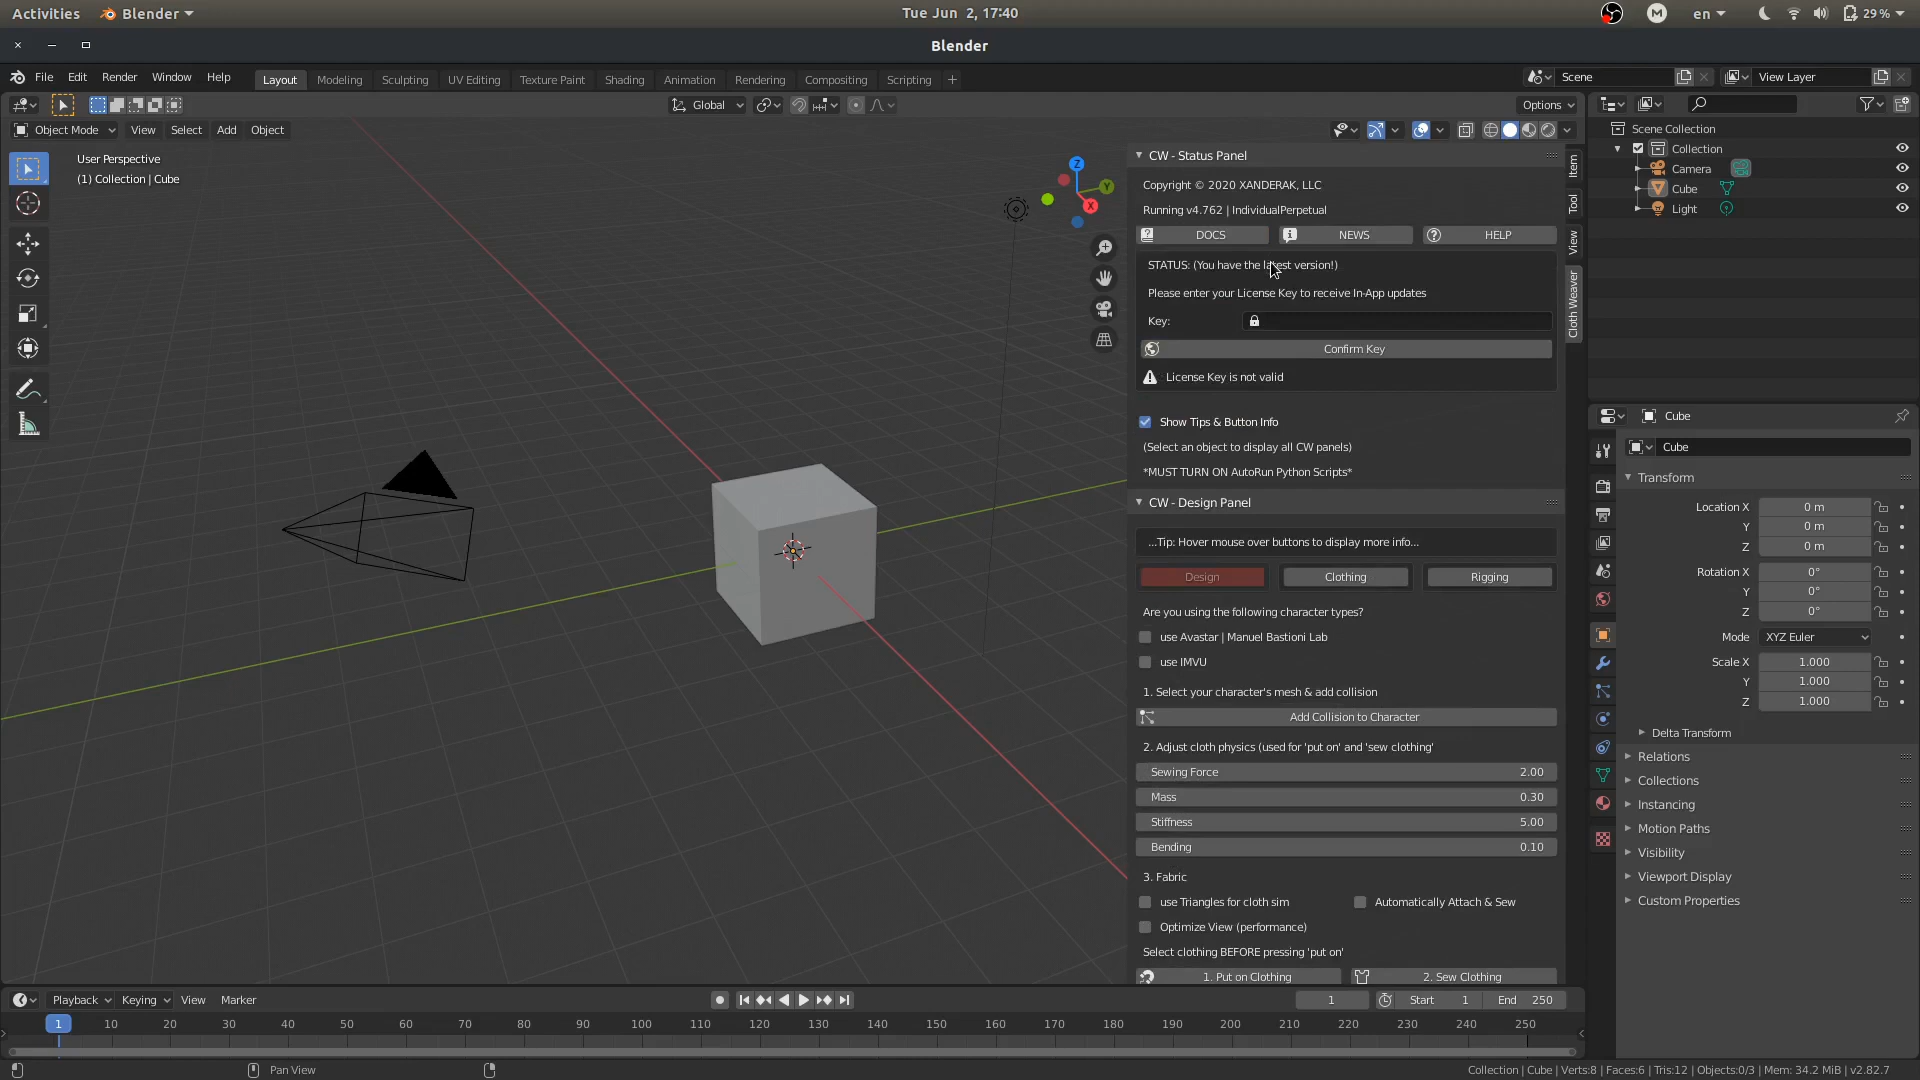 Activities Blender Tue Jun 2, 17:40 M en 29 %
Blender
File Edit Render Window Help Layout Modeling Sculpting UV Editing Texture Paint Shading Animation Rendering Compositing Scripting + Scene View Layer
Global Options
Object Mode View Select Add Object
User Perspective
(1) Collection | Cube
Z
Y
X
CW - Status Panel
Copyright © 2020 XANDERAK, LLC
Running v4.762 | IndividualPerpetual
DOCS NEWS HELP
STATUS: (You have the latest version!)
Please enter your License Key to receive In-App updates
Key:
Confirm Key
License Key is not valid
Show Tips & Button Info
(Select an object to display all CW panels)
*MUST TURN ON AutoRun Python Scripts*
CW - Design Panel
...Tip: Hover mouse over buttons to display more info...
Design Clothing Rigging
Are you using the following character types?
use Avastar | Manuel Bastioni Lab
use IMVU
1. Select your character's mesh & add collision
Add Collision to Character
2. Adjust cloth physics (used for 'put on' and 'sew clothing'
Sewing Force 2.00
Mass 0.30
Stiffness 5.00
Bending 0.10
3. Fabric
use Triangles for cloth sim Automatically Attach & Sew
Optimize View (performance)
Select clothing BEFORE pressing 'put on'
1. Put on Clothing 2. Sew Clothing
Item
Tool
View
Cloth Weaver
Scene Collection
Collection
Camera
Cube
Light
Cube
Cube
Transform
Location X 0 m
Y 0 m
Z 0 m
Rotation X 0°
Y 0°
Z 0°
Mode XYZ Euler
Scale X 1.000
Y 1.000
Z 1.000
Delta Transform
Relations
Collections
Instancing
Motion Paths
Visibility
Viewport Display
Custom Properties
Playback Keying View Marker 1 Start 1 End 250
1 10 20 30 40 50 60 70 80 90 100 110 120 130 140 150 160 170 180 190 200 210 220 230 240 250
Pan View Collection | Cube | Verts:8 | Faces:6 | Tris:12 | Objects:0/3 | Mem: 34.2 MiB | v2.82.7